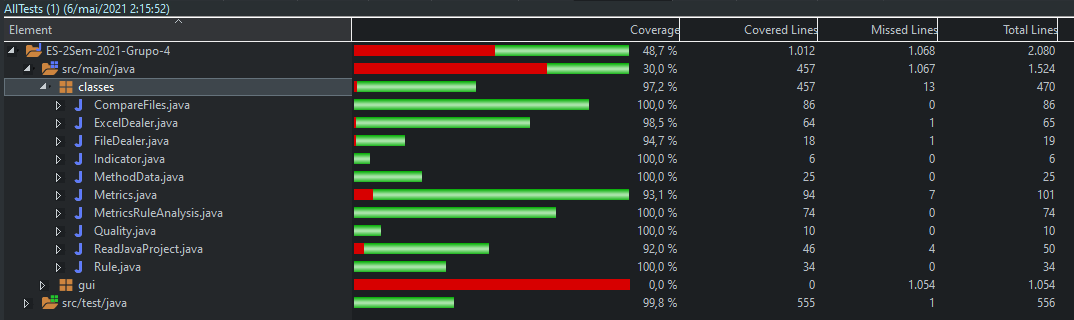 AllTests (1) (6/mai/2021 2:15:52)
Element Coverage Covered Lines Missed Lines Total Lines
ES-2Sem-2021-Grupo-4 48,7 % 1.012 1.068 2.080
src/main/java 30,0 % 457 1.067 1.524
classes 97,2 % 457 13 470
CompareFiles.java 100,0 % 86 0 86
ExcelDealer.java 98,5 % 64 1 65
FileDealer.java 94,7 % 18 1 19
Indicator.java 100,0 % 6 0 6
MethodData.java 100,0 % 25 0 25
Metrics.java 93,1 % 94 7 101
MetricsRuleAnalysis.java 100,0 % 74 0 74
Quality.java 100,0 % 10 0 10
ReadJavaProject.java 92,0 % 46 4 50
Rule.java 100,0 % 34 0 34
gui 0,0 % 0 1.054 1.054
src/test/java 99,8 % 555 1 556